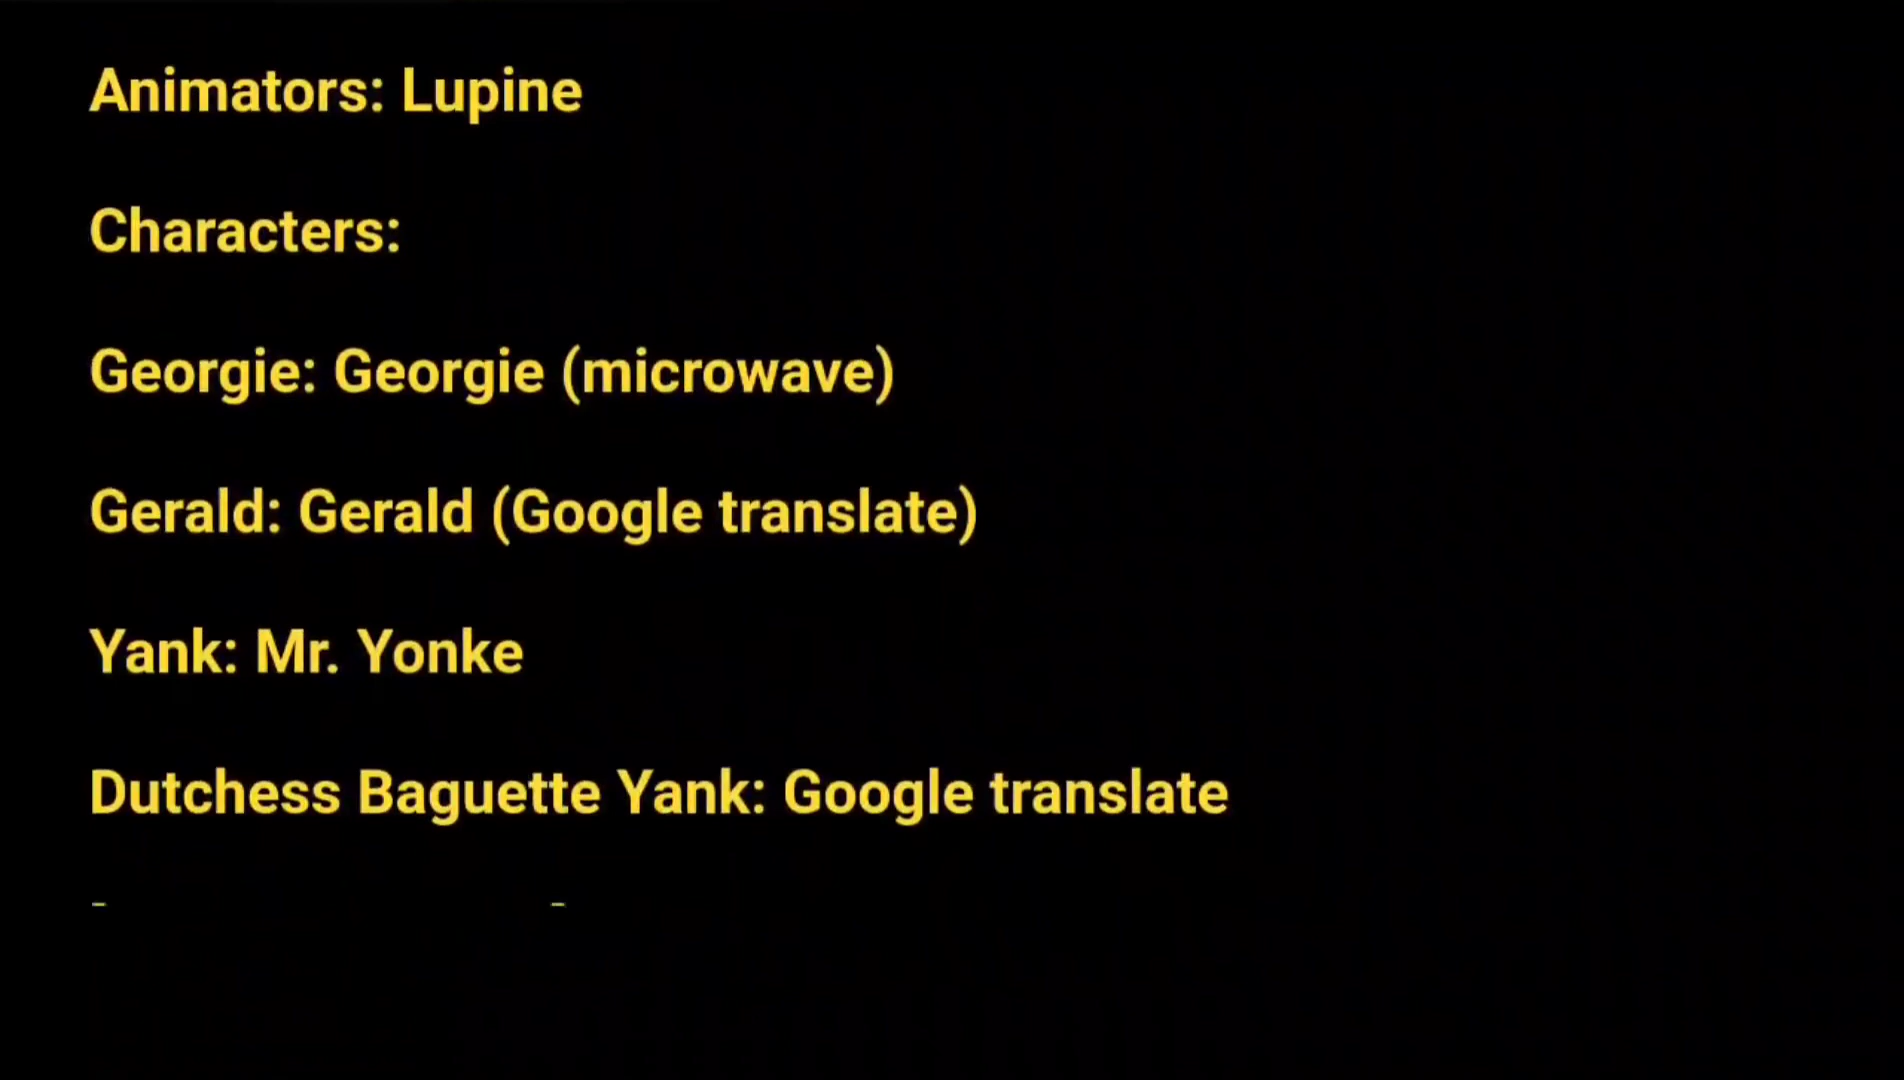 Animators: Lupine
Characters:
Georgie: Georgie (microwave)
Gerald: Gerald (Google translate)
Yank: Mr. Yonke
Dutchess Baguette Yank: Google translate